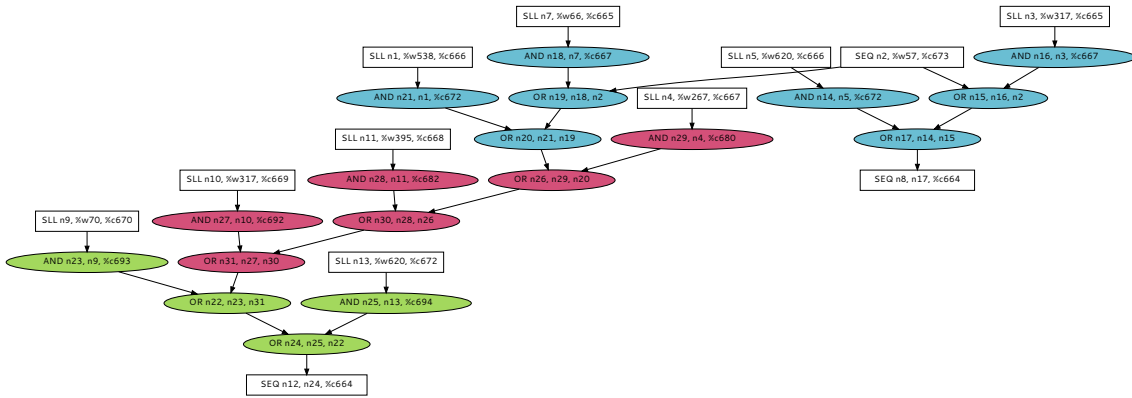 SLL n7, %w66, %c665
SLL n3, %w317, %c665
SLL n1, %w538, %c666
AND n18, n7, %c667
SLL n5, %w620, %c666
SEQ n2, %w57, %c673
AND n16, n3, %c667
AND n21, n1, %c672
OR n19, n18, n2
SLL n4, %w267, %c667
AND n14, n5, %c672
OR n15, n16, n2
SLL n11, %w395, %c668
OR n20, n21, n19
AND n29, n4, %c680
OR n17, n14, n15
SLL n10, %w317, %c669
AND n28, n11, %c682
OR n26, n29, n20
SEQ n8, n17, %c664
SLL n9, %w70, %c670
AND n27, n10, %c692
OR n30, n28, n26
AND n23, n9, %c693
OR n31, n27, n30
SLL n13, %w620, %c672
OR n22, n23, n31
AND n25, n13, %c694
OR n24, n25, n22
SEQ n12, n24, %c664